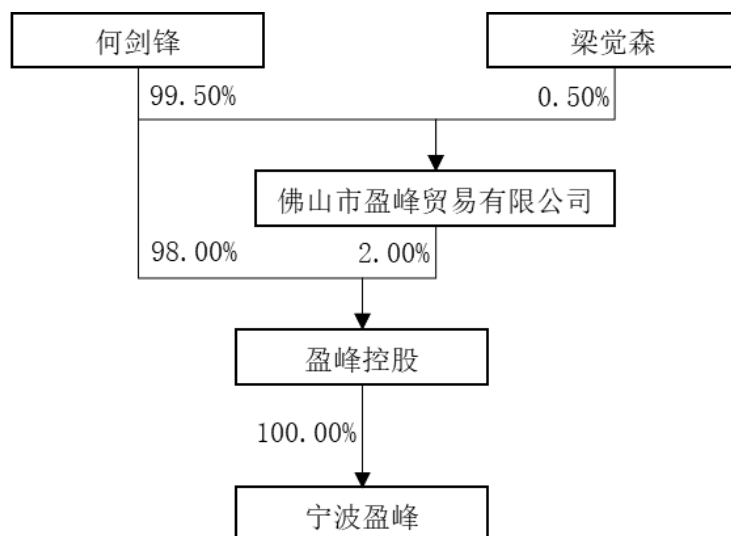 何剑锋
梁觉森
99.50%
0.50%
佛山市盈峰贸易有限公司
98.00%
2.00%
盈峰控股
100.00%
宁波盈峰